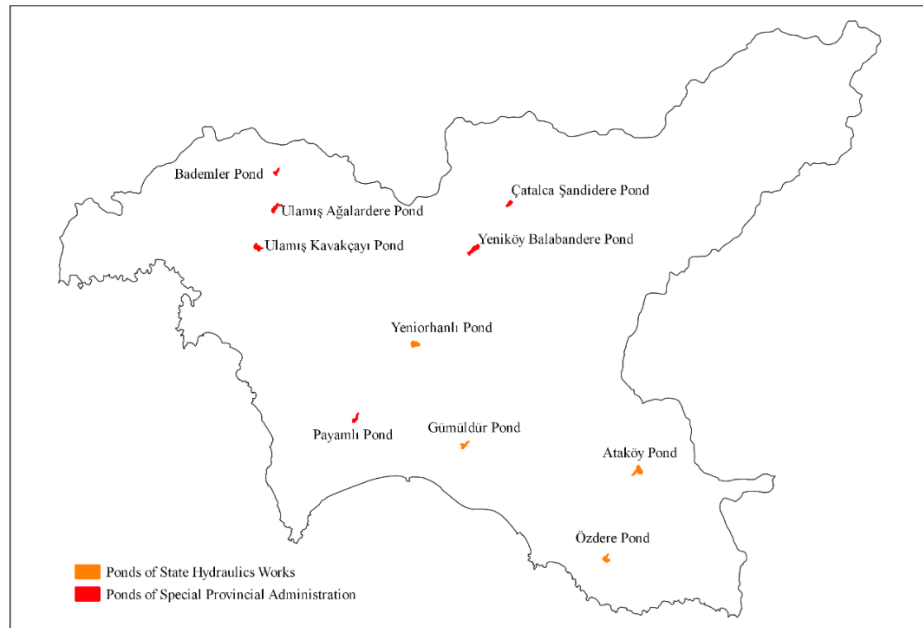 Bademler Pond
Çatalca Şandidere Pond
Ulamış Ağalardere Pond
Ulamış Kavakçayı Pond
Yeniköy Balabandere Pond
Yeniorhanlı Pond
Payamlı Pond
Gümüldür Pond
Ataköy Pond
Özdere Pond
Ponds of State Hydraulics Works
Ponds of Special Provincial Administration